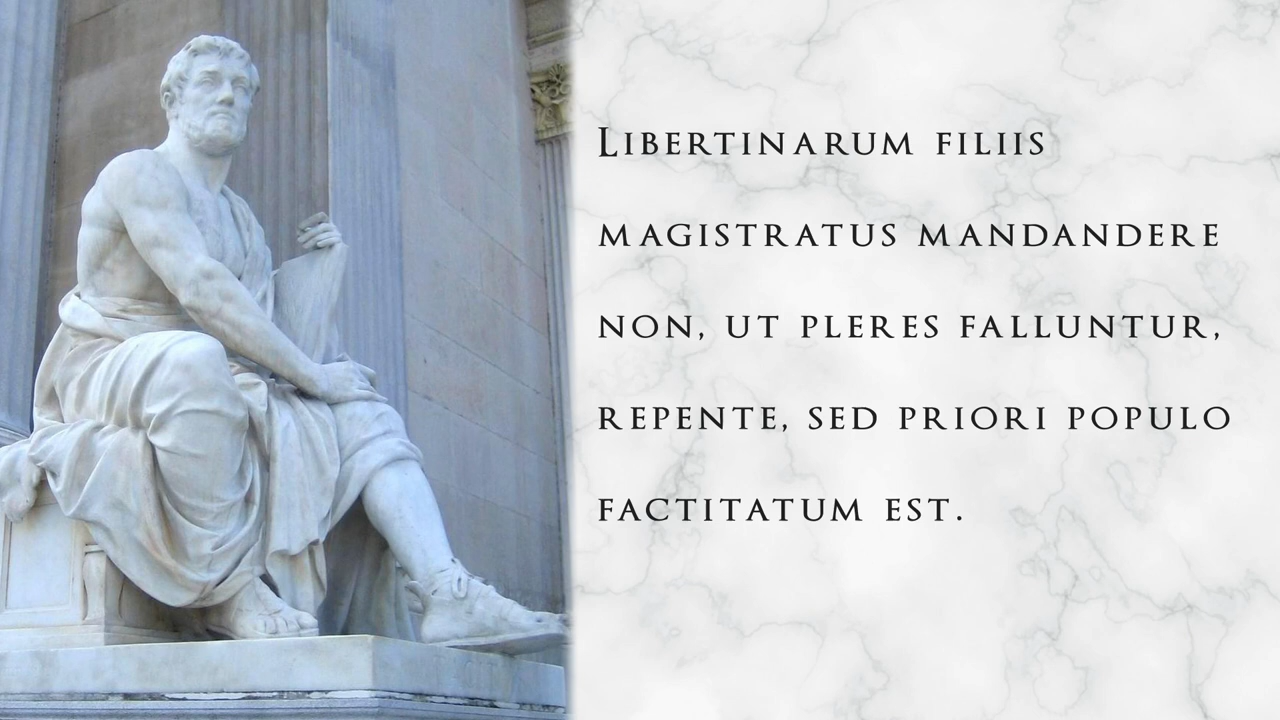 Libertinarum filiis
magistratus mandandere
non, ut pleres falluntur,
repente, sed priori populo
factitatum est.